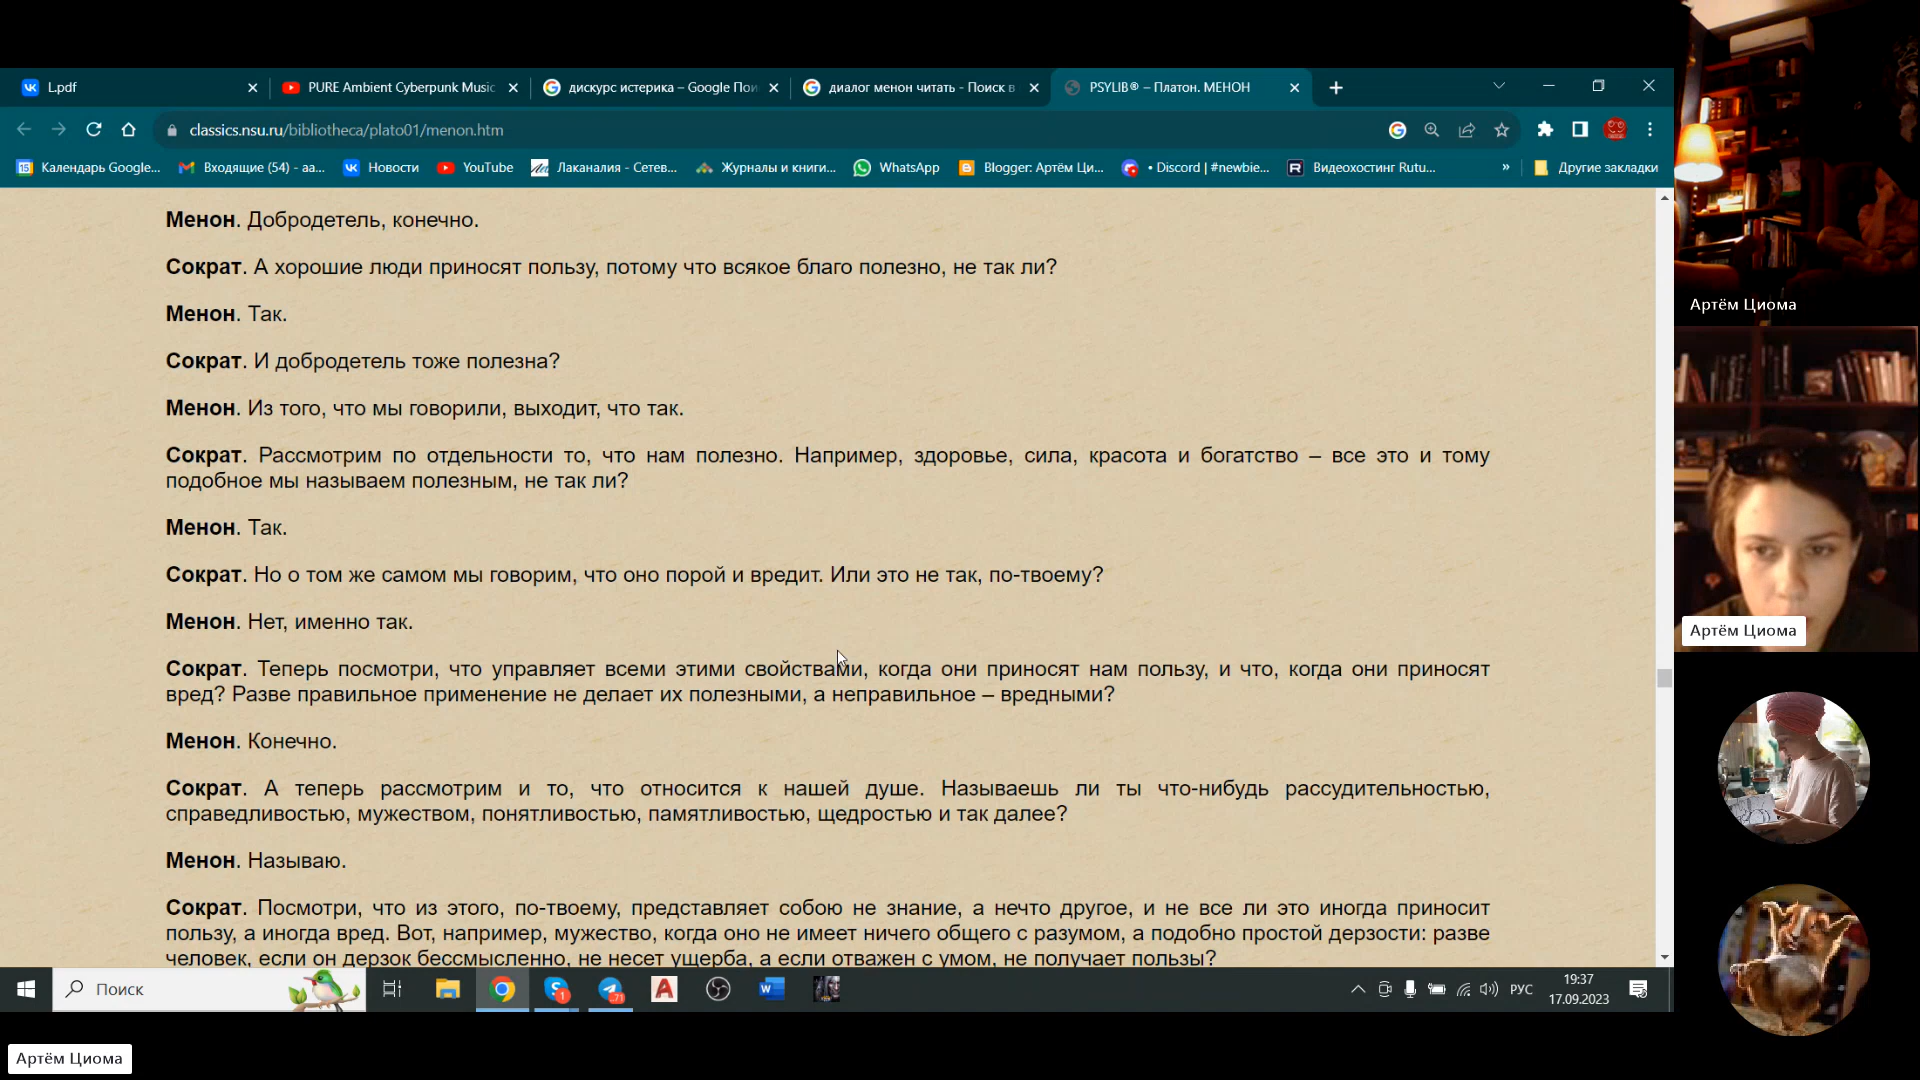 L.pdf
PURE Ambient Cyberpunk Music
дискурс истерика – Google Пои
диалог менон читать - Поиск в
PSYLIB® – Платон. МЕНОН
classics.nsu.ru/bibliotheca/plato01/menon.htm
Календарь Google...
Входящие (54) - aa...
Новости
YouTube
Лаканалия - Сетев...
Журналы и книги...
WhatsApp
Blogger: Артём Ци...
• Discord | #newbie...
Видеохостинг Rutu...
»
Другие закладки
Менон. Добродетель, конечно.
Сократ. А хорошие люди приносят пользу, потому что всякое благо полезно, не так ли?
Менон. Так.
Сократ. И добродетель тоже полезна?
Менон. Из того, что мы говорили, выходит, что так.
Сократ. Рассмотрим по отдельности то, что нам полезно. Например, здоровье, сила, красота и богатство – все это и тому
подобное мы называем полезным, не так ли?
Менон. Так.
Сократ. Но о том же самом мы говорим, что оно порой и вредит. Или это не так, по-твоему?
Менон. Нет, именно так.
Сократ. Теперь посмотри, что управляет всеми этими свойствами, когда они приносят нам пользу, и что, когда они приносят
вред? Разве правильное применение не делает их полезными, а неправильное – вредными?
Менон. Конечно.
Сократ. А теперь рассмотрим и то, что относится к нашей душе. Называешь ли ты что-нибудь рассудительностью,
справедливостью, мужеством, понятливостью, памятливостью, щедростью и так далее?
Менон. Называю.
Сократ. Посмотри, что из этого, по-твоему, представляет собою не знание, а нечто другое, и не все ли это иногда приносит
пользу, а иногда вред. Вот, например, мужество, когда оно не имеет ничего общего с разумом, а подобно простой дерзости: разве
человек, если он дерзок бессмысленно, не несет ущерба, а если отважен с умом, не получает пользы?
Поиск
РУС
19:37
17.09.2023
Артём Циома
Артём Циома
Артём Циома